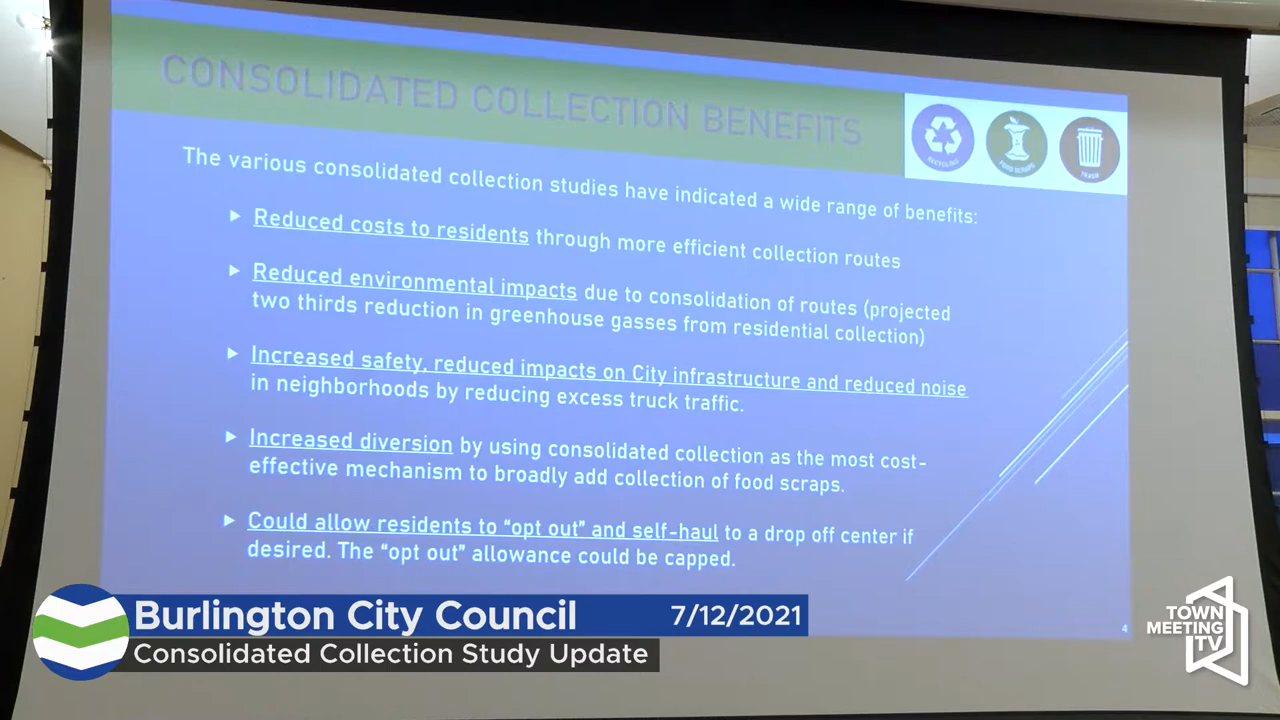 CONSOLIDATED COLLECTION BENEFITS
RECYCLING
FOOD SCRAPS
TRASH
The various consolidated collection studies have indicated a wide range of benefits:
Reduced costs to residents through more efficient collection routes
Reduced environmental impacts due to consolidation of routes (projected
two thirds reduction in greenhouse gasses from residential collection)
Increased safety, reduced impacts on City infrastructure and reduced noise
in neighborhoods by reducing excess truck traffic.
Increased diversion by using consolidated collection as the most cost-
effective mechanism to broadly add collection of food scraps.
Could allow residents to “opt out” and self-haul to a drop off center if
desired. The “opt out” allowance could be capped.
4
Burlington City Council 7/12/2021
Consolidated Collection Study Update
TOWN
MEETING
TV